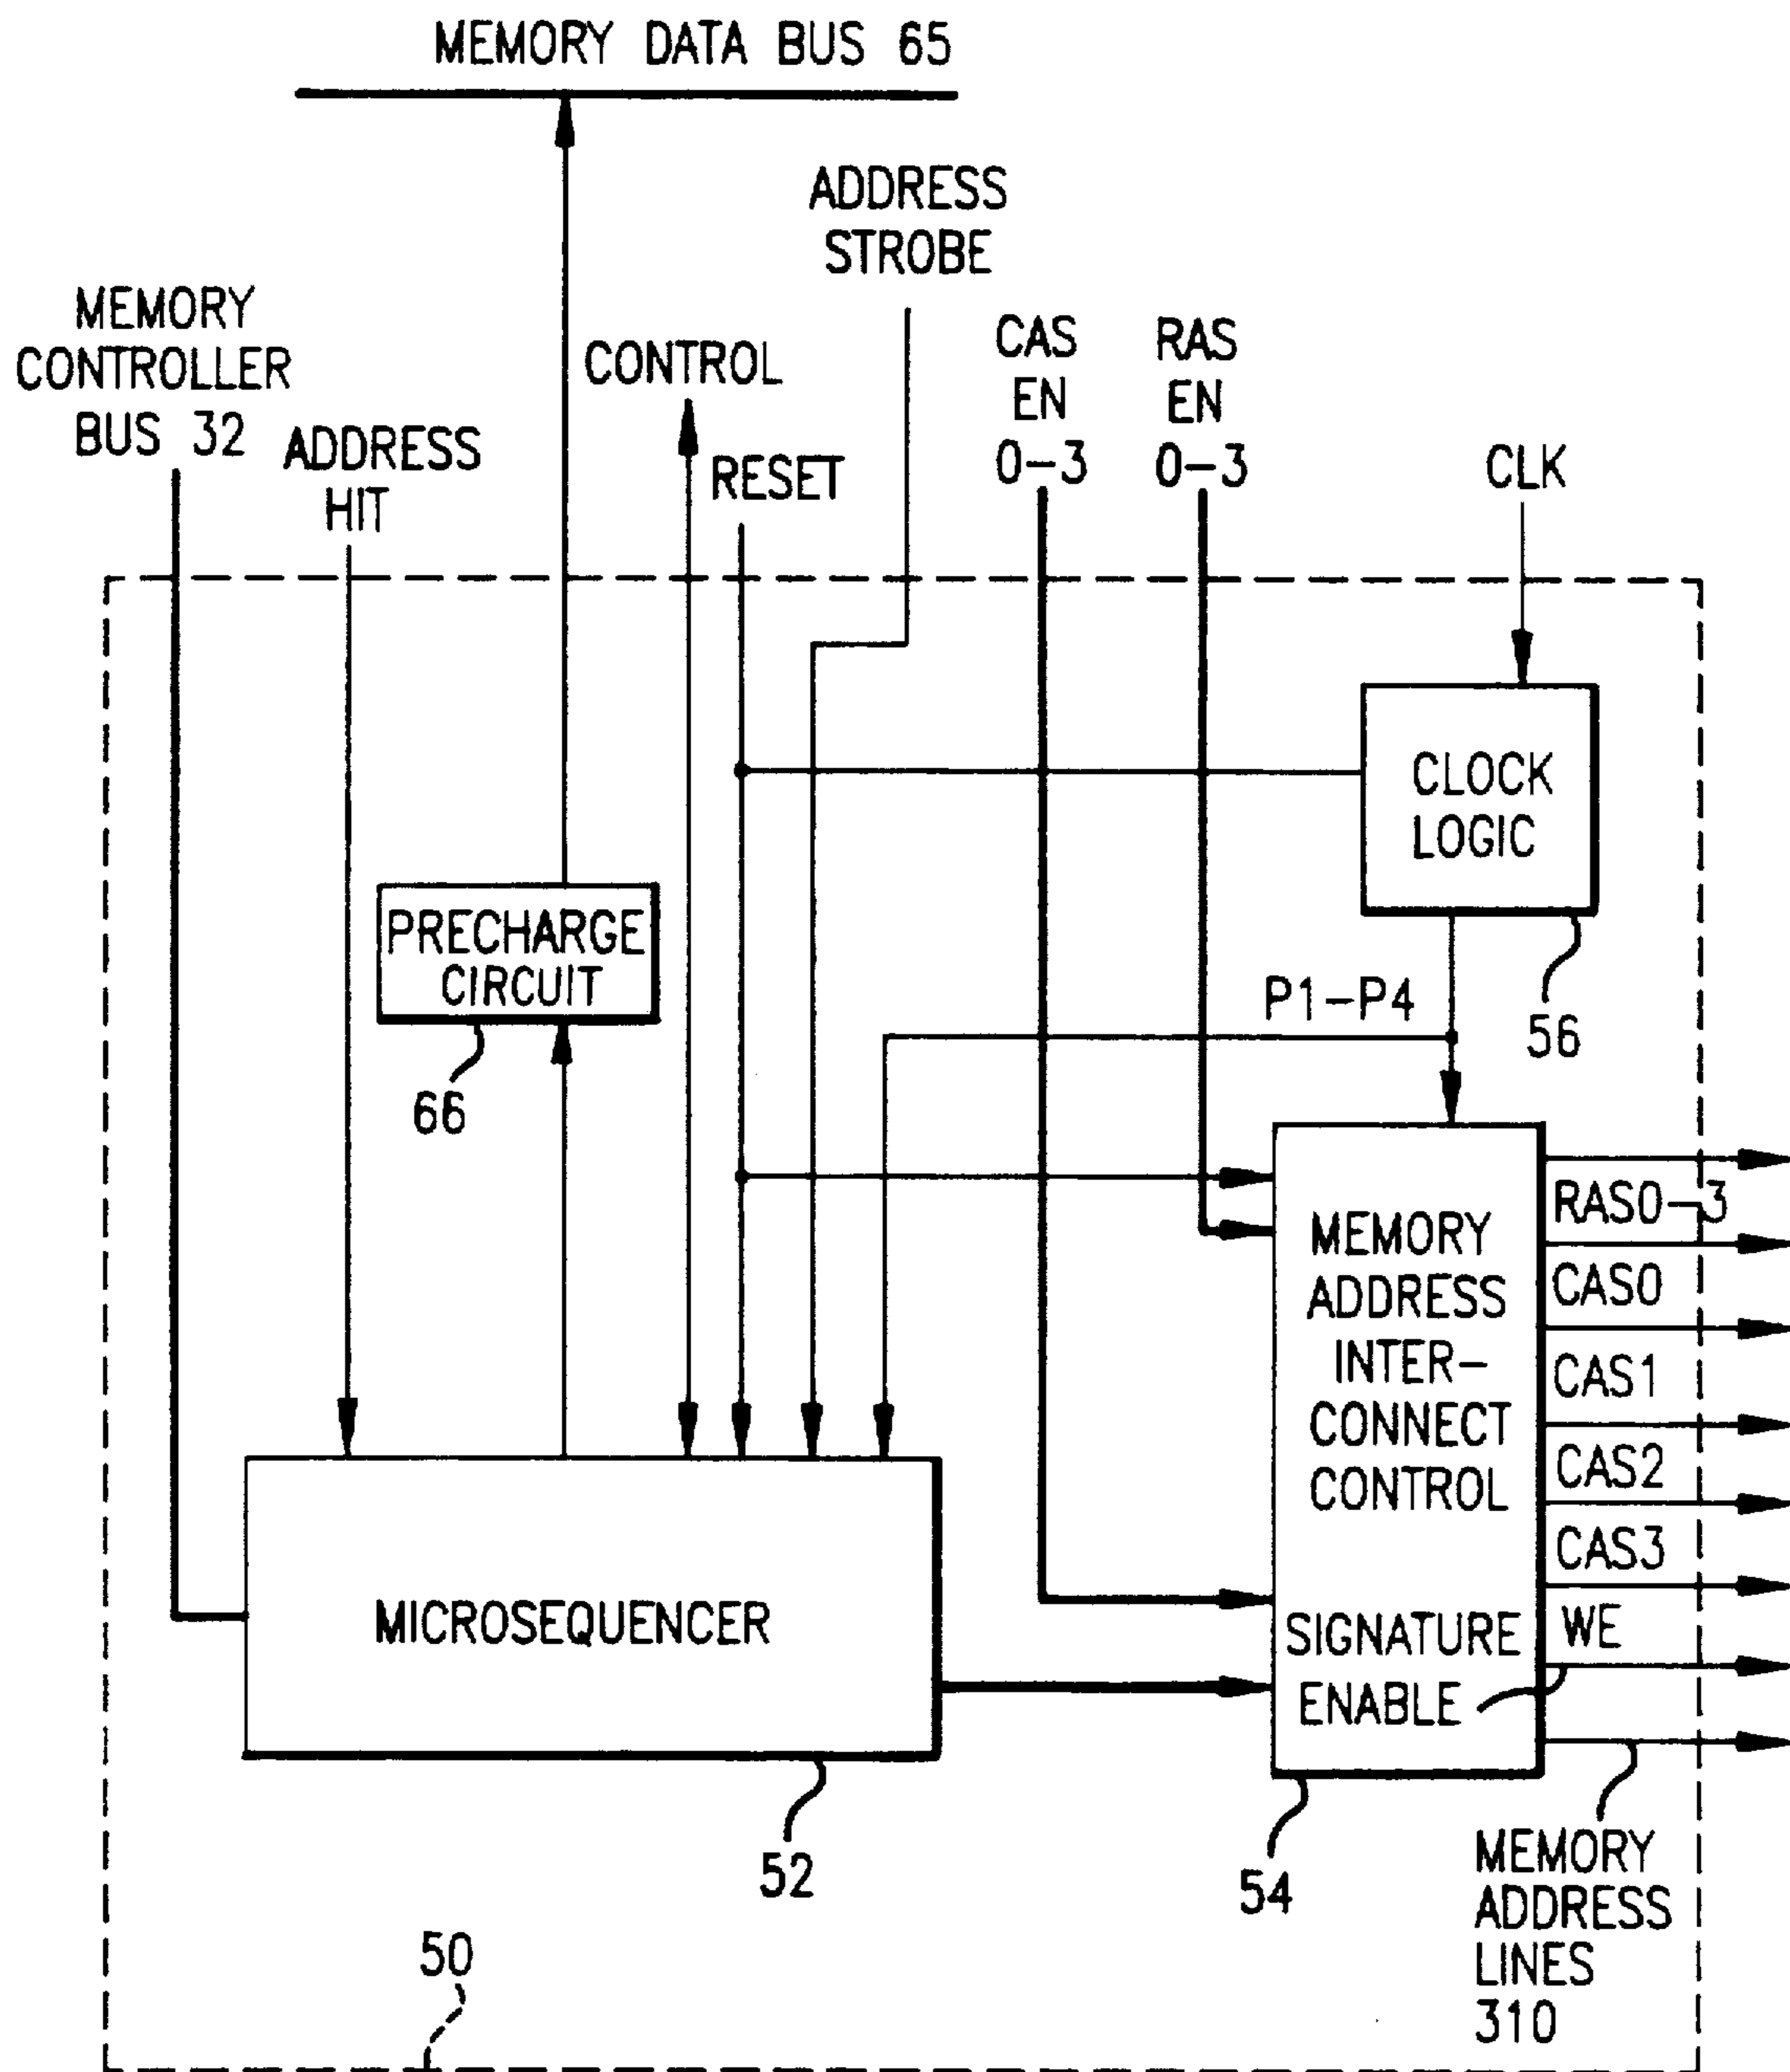 MEMORY DATA BUS 65
ADDRESS
STROBE
MEMORY
CONTROLLER
BUS 32
ADDRESS
HIT
CONTROL
RESET
CAS
EN
0-3
RAS
EN
0-3
CLK
CLOCK
LOGIC
56
PRECHARGE
CIRCUIT
66
P1-P4
MEMORY
ADDRESS
INTER-
CONNECT
CONTROL
SIGNATURE
ENABLE
54
RAS0-3
CAS0
CAS1
CAS2
CAS3
WE
MICROSEQUENCER
52
MEMORY
ADDRESS
LINES
310
50